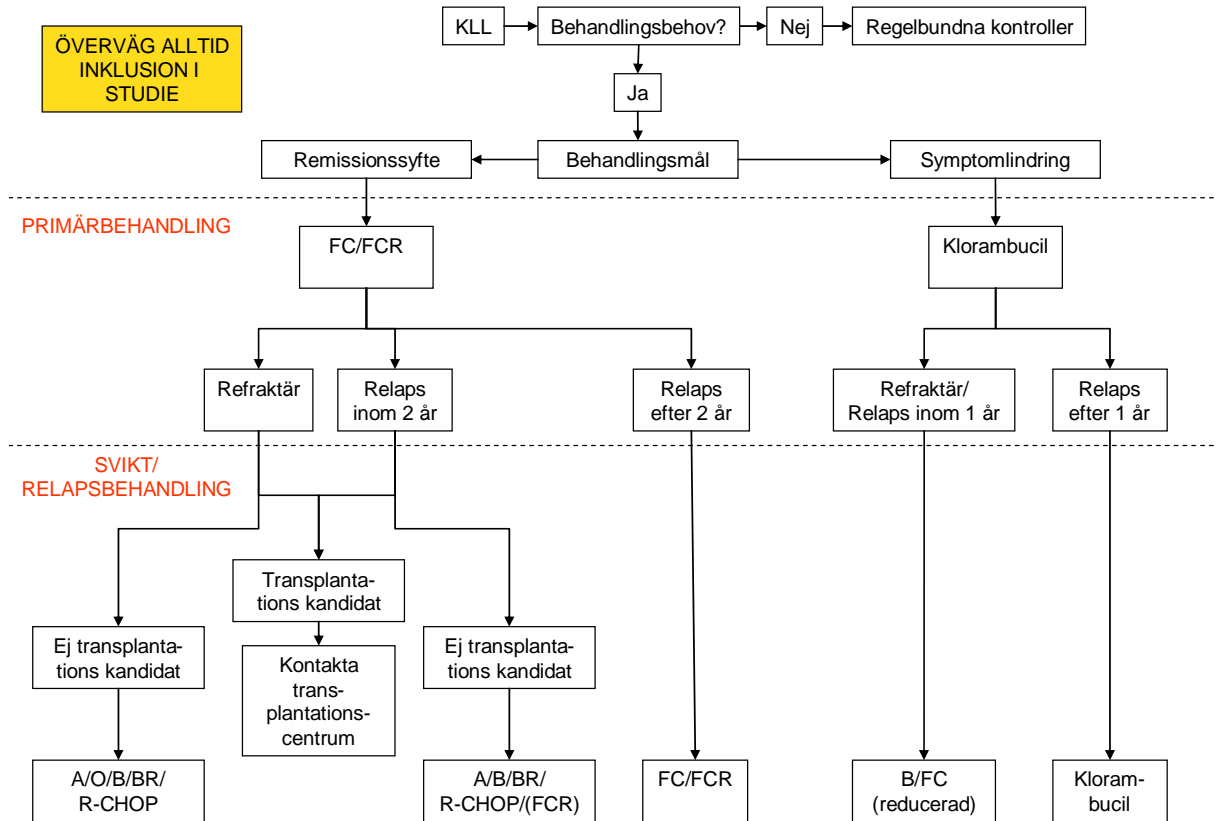 ÖVERVÄG ALLTID
INKLUSION I
STUDIE
KLL
Behandlingsbehov?
Nej
Regelbundna kontroller
Ja
Remissionssyfte
Behandlingsmål
Symptomlindring
PRIMÄRBEHANDLING
FC/FCR
Klorambucil
Refraktär
Relaps
inom 2 år
Relaps
efter 2 år
Refraktär/
Relaps inom 1 år
Relaps
efter 1 år
SVIKT/
RELAPSBEHANDLING
Transplanta-
tions kandidat
Ej transplanta-
tions kandidat
Kontakta
trans-
plantations-
centrum
Ej transplanta-
tions kandidat
A/O/B/BR/
R-CHOP
A/B/BR/
R-CHOP/(FCR)
FC/FCR
B/FC
(reducerad)
Kloram-
bucil